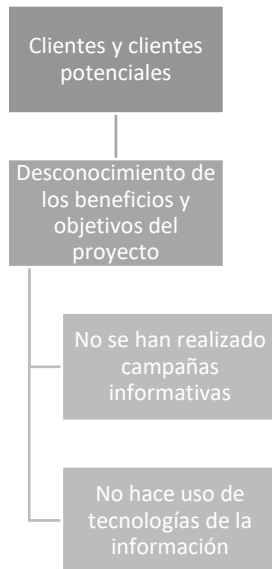 Clientes y clientes
potenciales
Desconocimiento de
los beneficios y
objetivos del
proyecto
No se han realizado
campañas
informativas
No hace uso de
tecnologías de la
información